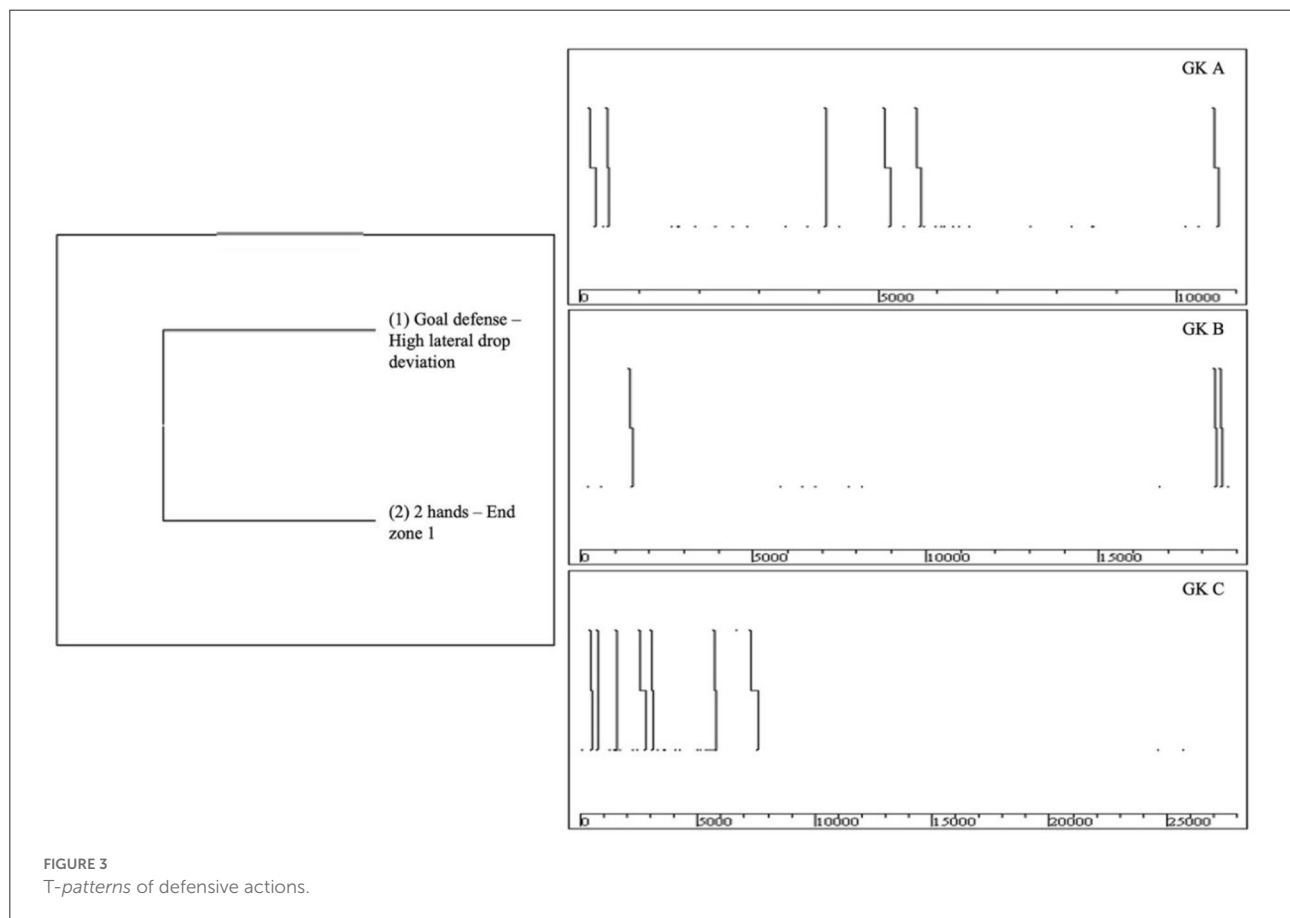 (1) Goal defense –
High lateral drop
deviation
(2) 2 hands – End
zone 1
GK A
0 5000 10000
GK B
0 5000 10000 15000
GK C
0 5000 10000 15000 20000 25000
FIGURE 3
T-patterns of defensive actions.